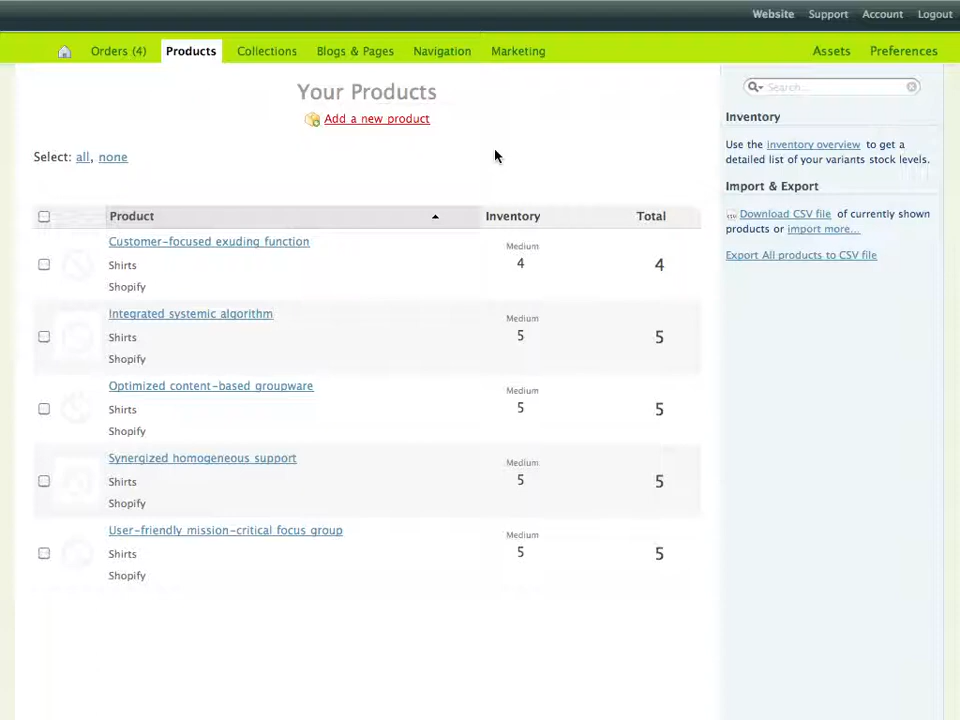 Website Support Account Logout
Orders (4) Products Collections Blogs & Pages Navigation Marketing Assets Preferences
Your Products
Add a new product
Select: all, none
Product Inventory Total
Customer-focused exuding function
Shirts
Shopify
Medium
4
4
Integrated systemic algorithm
Shirts
Shopify
Medium
5
5
Optimized content-based groupware
Shirts
Shopify
Medium
5
5
Synergized homogeneous support
Shirts
Shopify
Medium
5
5
User-friendly mission-critical focus group
Shirts
Shopify
Medium
5
5
Search...
Inventory
Use the inventory overview to get a
detailed list of your variants stock levels.
Import & Export
csv Download CSV file of currently shown
products or import more...
Export All products to CSV file